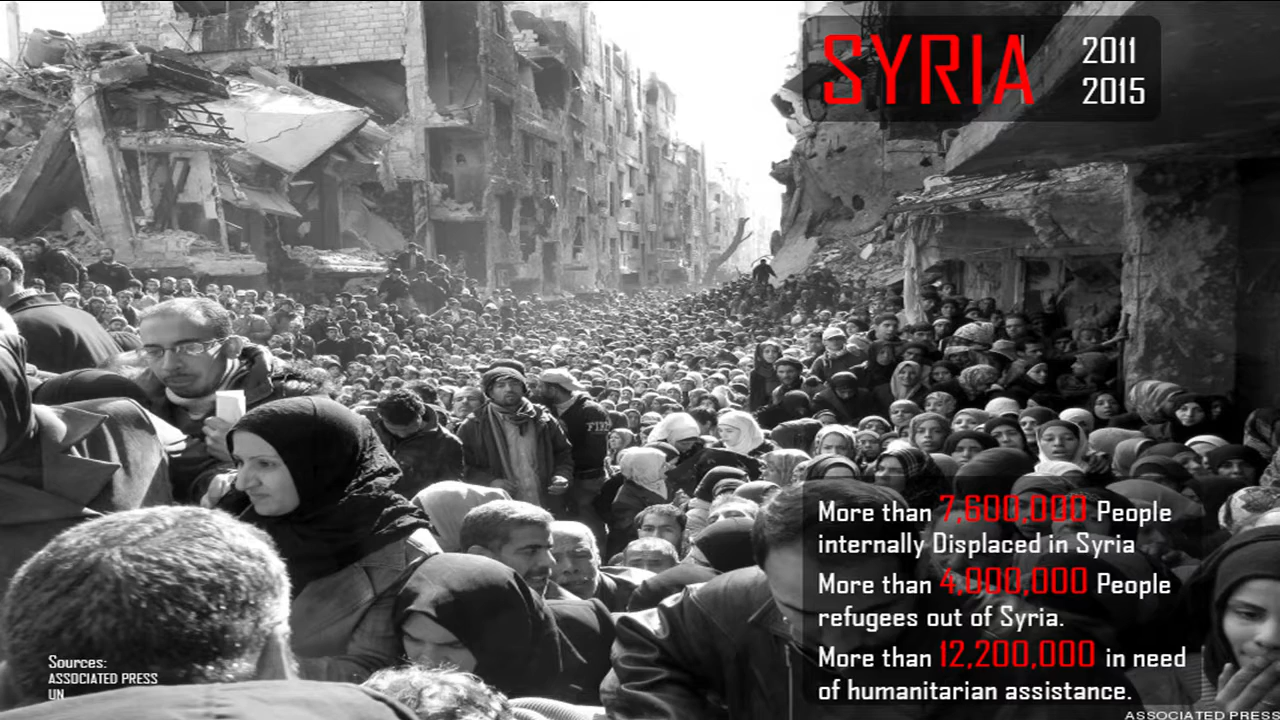 SYRIA
2011
2015
More than 7,600,000 People
internally Displaced in Syria
More than 4,000,000 People
refugees out of Syria.
More than 12,200,000 in need
of humanitarian assistance.
Sources:
ASSOCIATED PRESS
UN
ASSOCIATED PRESS
FIRE